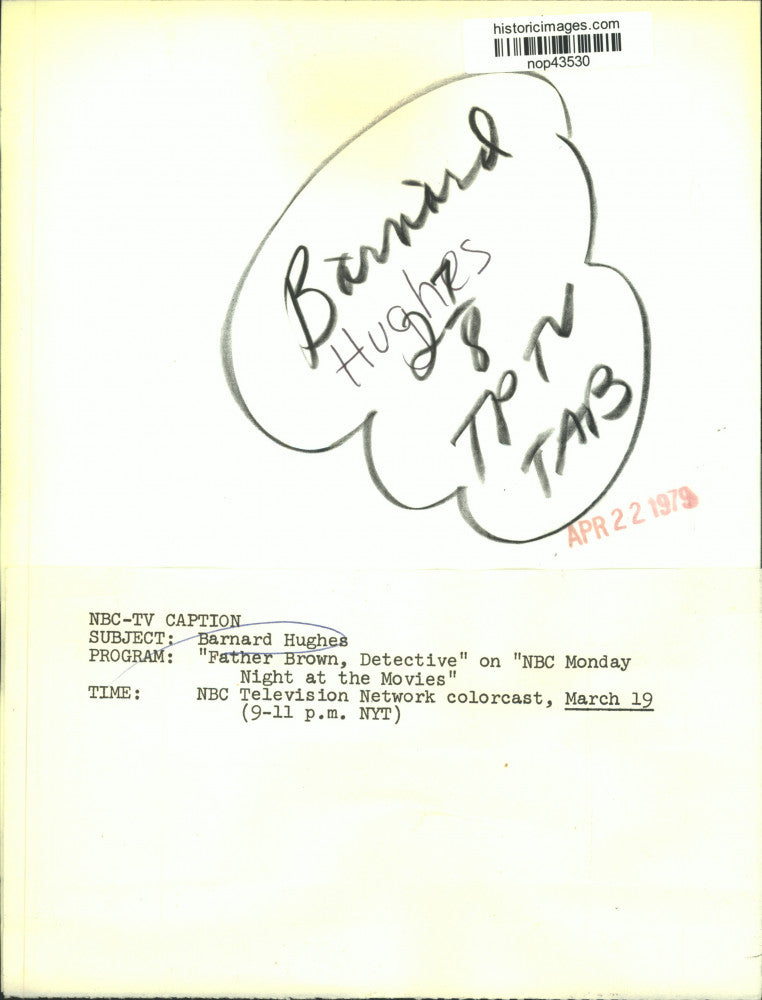 historicimages.com
nop43530
Barnard
Hughes
28
TP TV
TAB
APR 22 1979
NBC-TV CAPTION
SUBJECT: Barnard Hughes
PROGRAM: "Father Brown, Detective" on "NBC Monday
Night at the Movies"
TIME: NBC Television Network colorcast, March 19
(9-11 p.m. NYT)